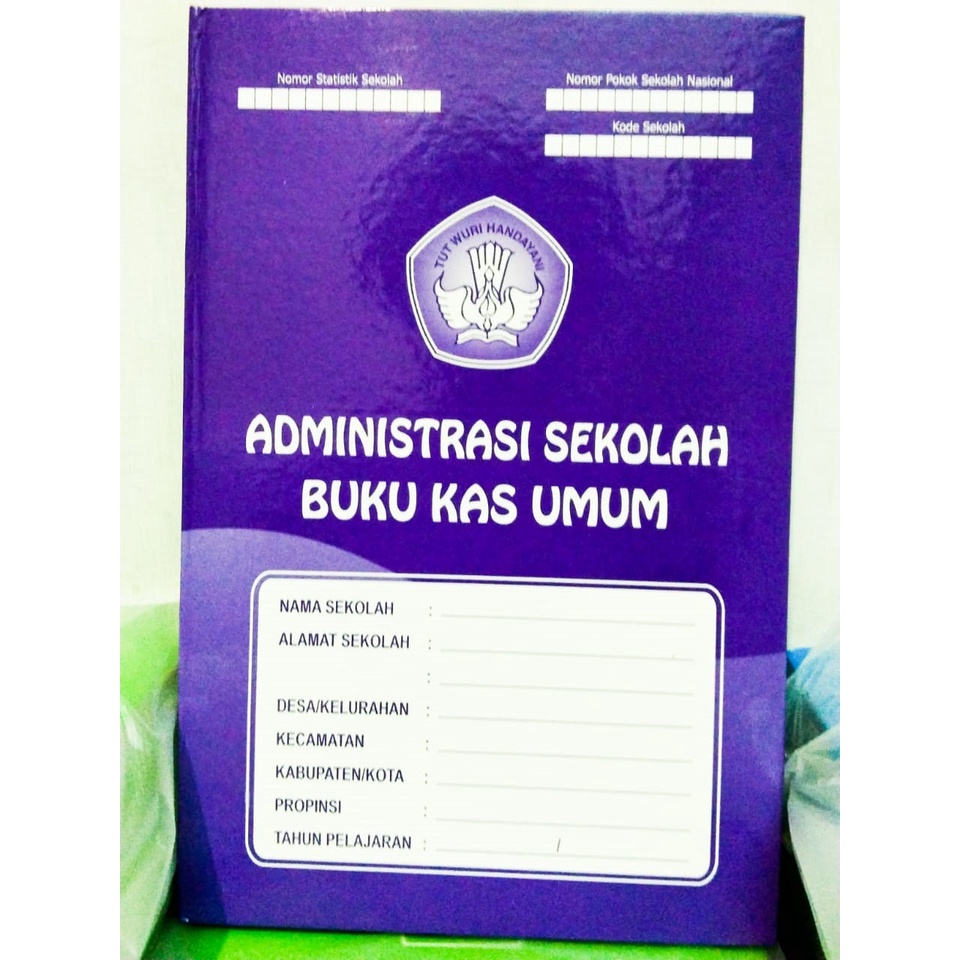 Nomor Statistik Sekolah
Nomor Pokok Sekolah Nasional
Kode Sekolah
TUT WURI HANDAYANI
ADMINISTRASI SEKOLAH
BUKU KAS UMUM
NAMA SEKOLAH :
ALAMAT SEKOLAH :
:
DESA/KELURAHAN :
KECAMATAN :
KABUPATEN/KOTA :
PROPINSI :
TAHUN PELAJARAN : /